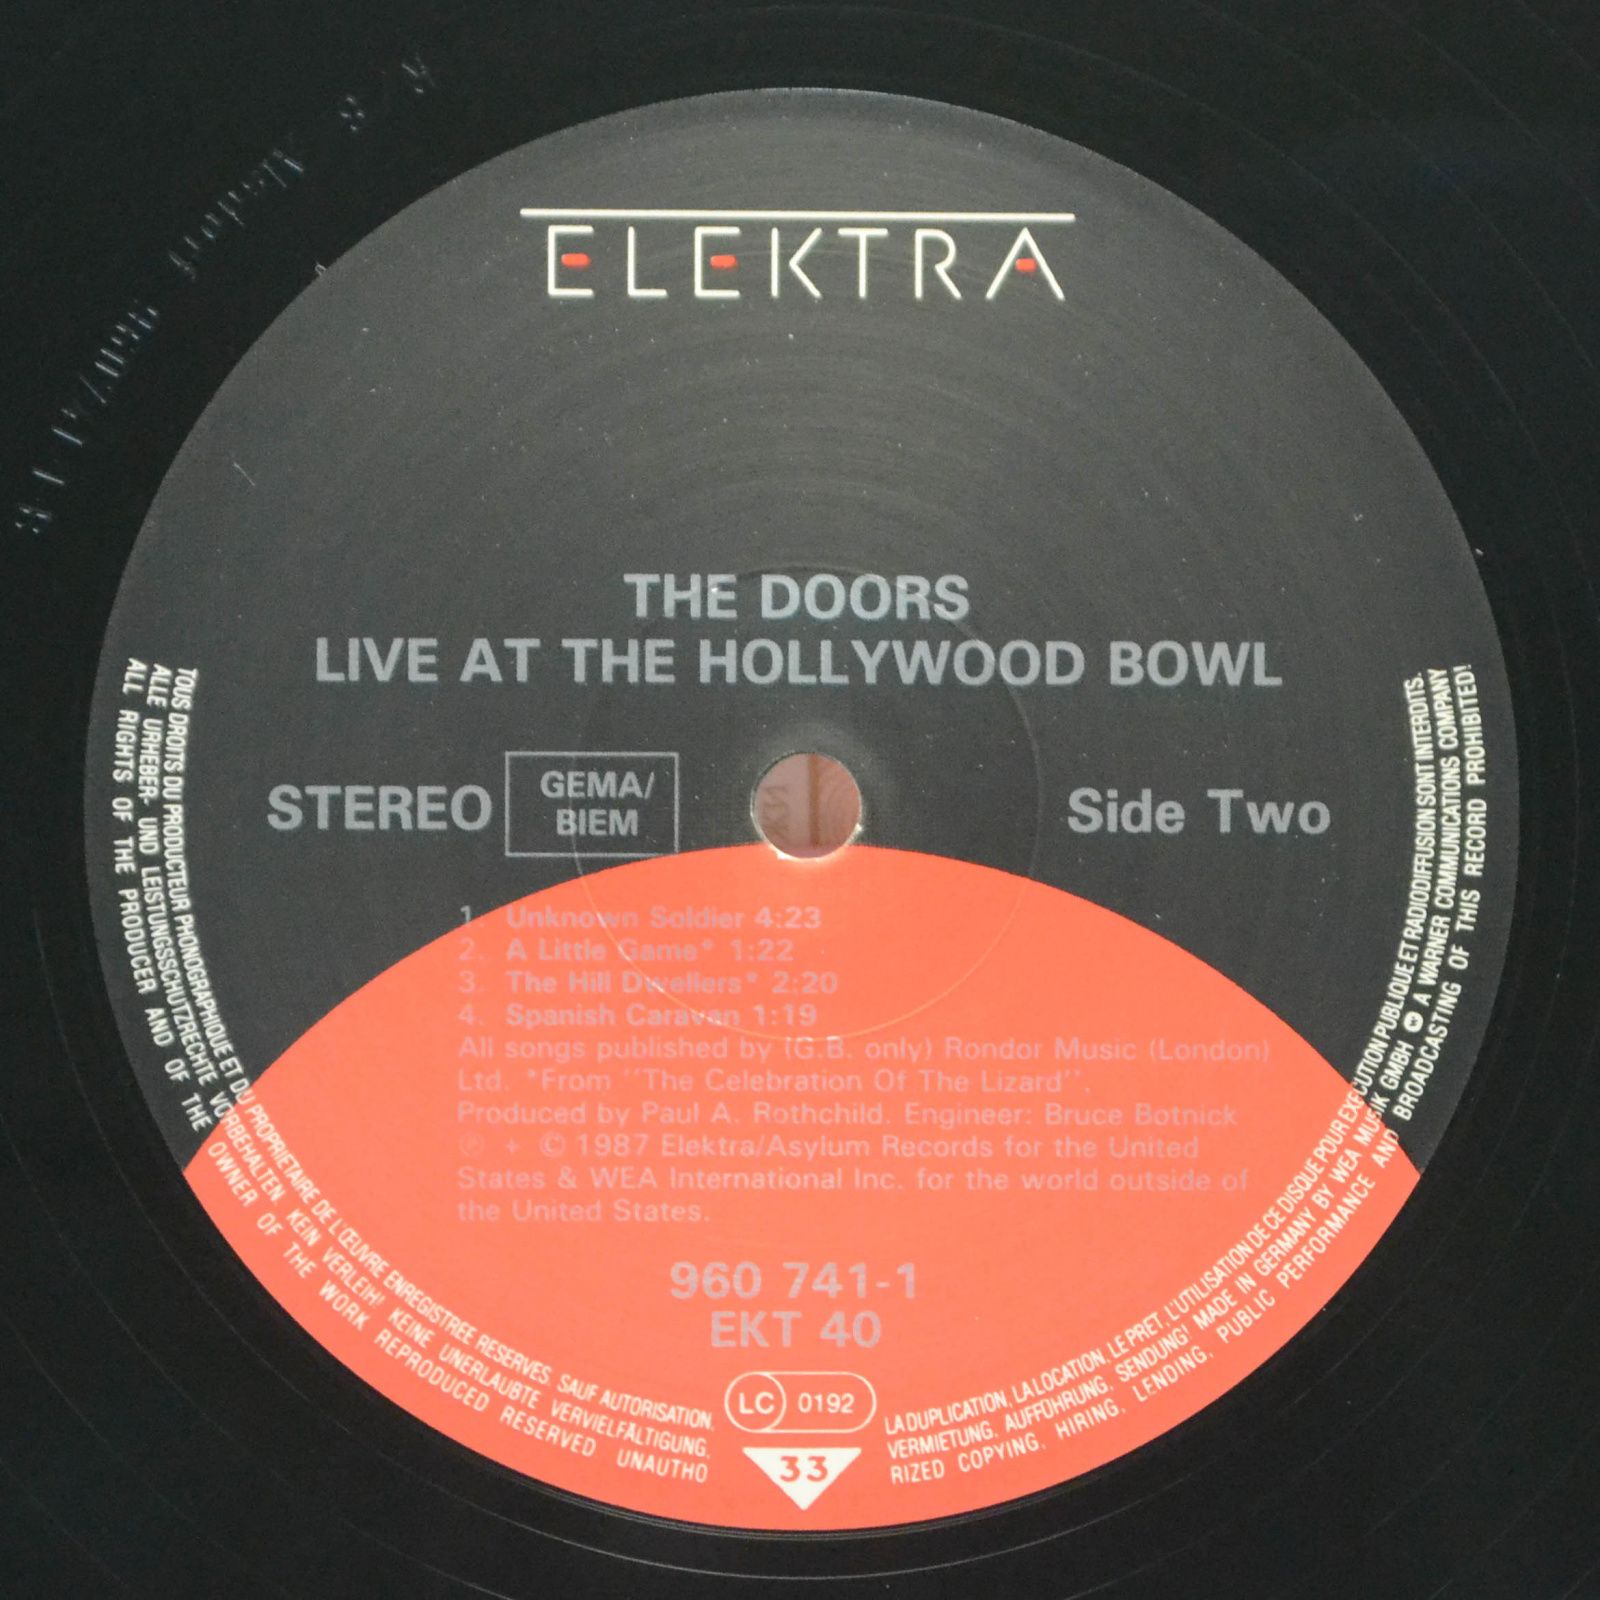 ELEKTRA
THE DOORS
LIVE AT THE HOLLYWOOD BOWL
STEREO
GEMA/
BIEM
Side Two
1. Unknown Soldier 4:23
2. A Little Game* 1:22
3. The Hill Dwellers* 2:20
4. Spanish Caravan 1:19
All songs published by (G.B. only) Rondor Music (London)
Ltd. *From "The Celebration Of The Lizard".
Produced by Paul A. Rothchild. Engineer: Bruce Botnick
℗ + © 1987 Elektra/Asylum Records for the United
States & WEA International Inc. for the world outside of
the United States.
960 741-1
EKT 40
LC 0192
33
TOUS DROITS DU PRODUCTEUR PHONOGRAPHIQUE ET DU PROPRIETAIRE DE L'ŒUVRE ENREGISTREE RESERVES. SAUF AUTORISATION, LA DUPLICATION, LA LOCATION, LE PRET, L'UTILISATION DE CE DISQUE POUR EXECUTION PUBLIQUE ET RADIODIFFUSION SONT INTERDITS.
ALLE URHEBER- UND LEISTUNGSSCHUTZRECHTE VORBEHALTEN. KEIN VERLEIH! KEINE UNERLAUBTE VERVIELFÄLTIGUNG, VERMIETUNG, AUFFÜHRUNG, SENDUNG! MADE IN GERMANY BY WEA MUSIK GMBH A WARNER COMMUNICATIONS COMPANY
ALL RIGHTS OF THE PRODUCER AND OF THE OWNER OF THE WORK REPRODUCED RESERVED UNAUTHORIZED COPYING, HIRING, LENDING, PUBLIC PERFORMANCE AND BROADCASTING OF THIS RECORD PROHIBITED!